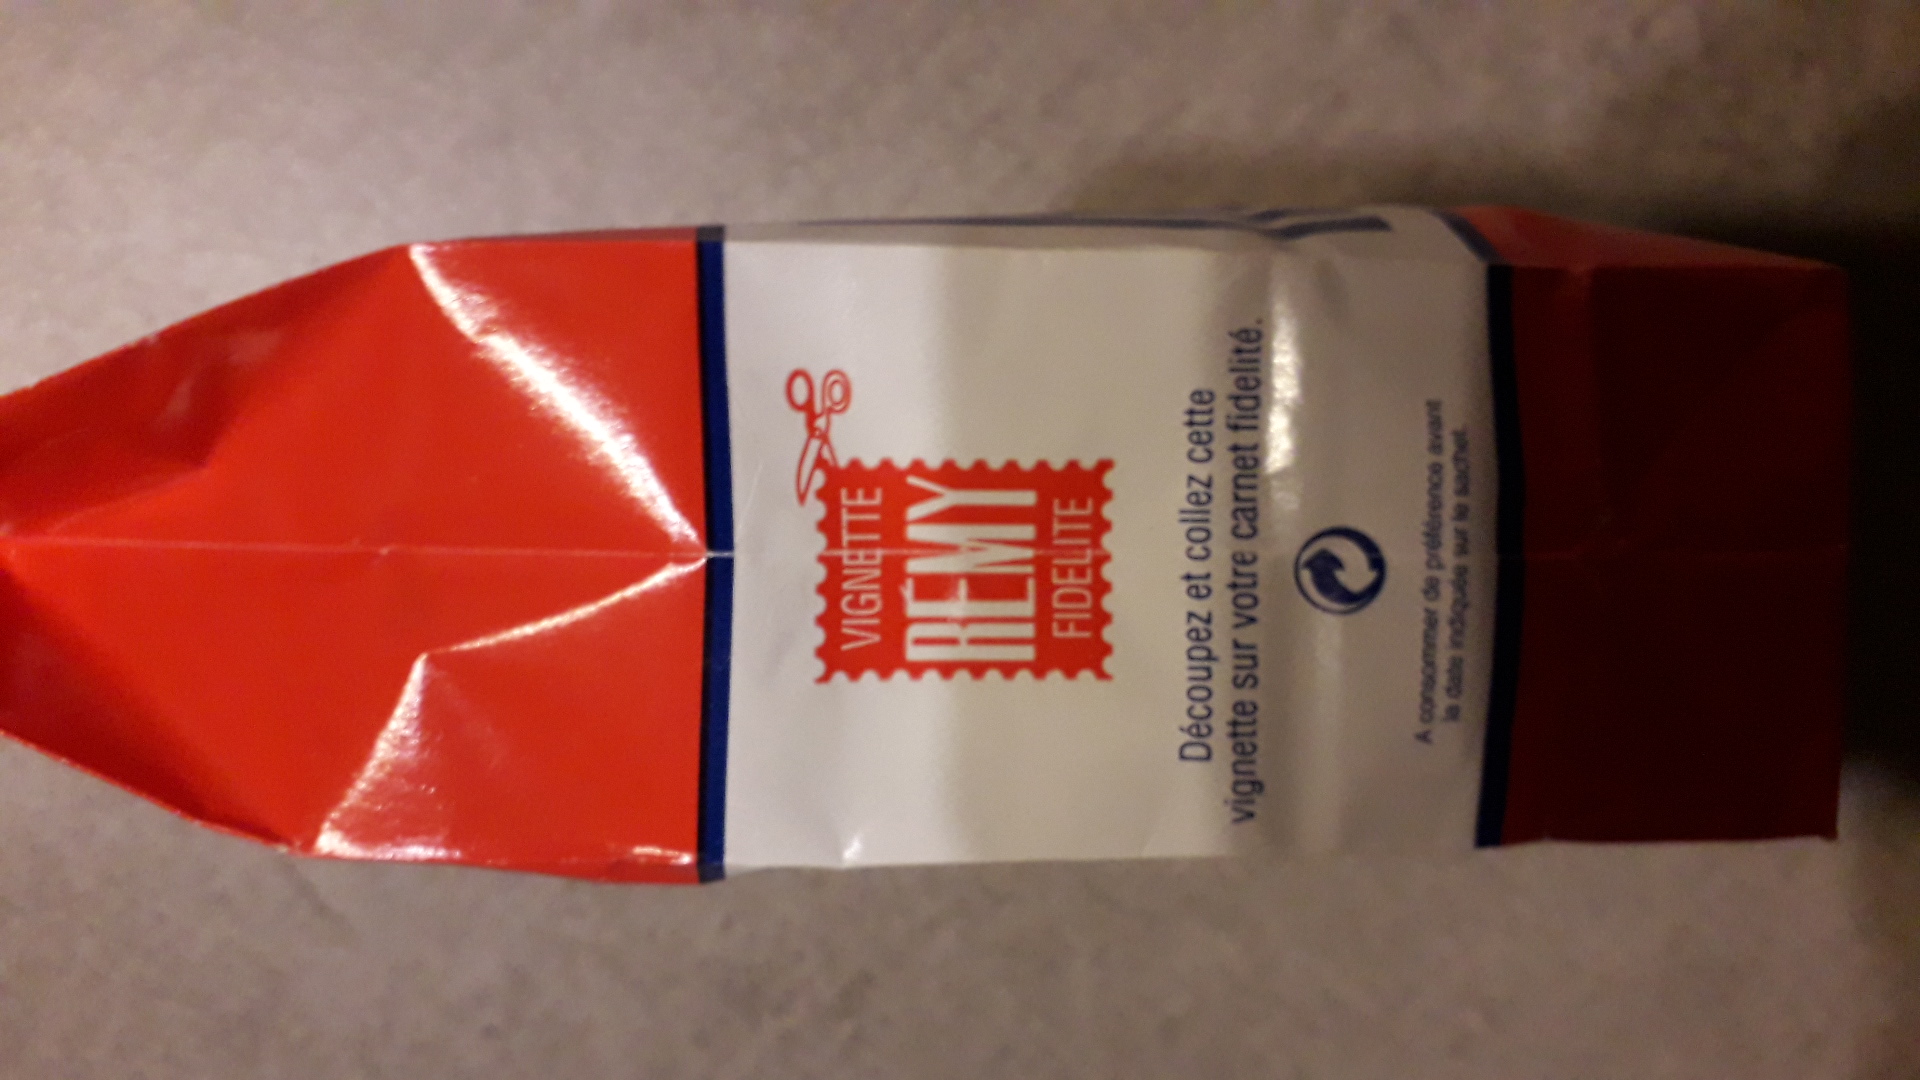 VIGNETTE
RÉMY
FIDELITE
Découpez et collez cette
vignette sur votre carnet fidelité.
A consommer de préférence avant
la date indiquée sur le sachet.